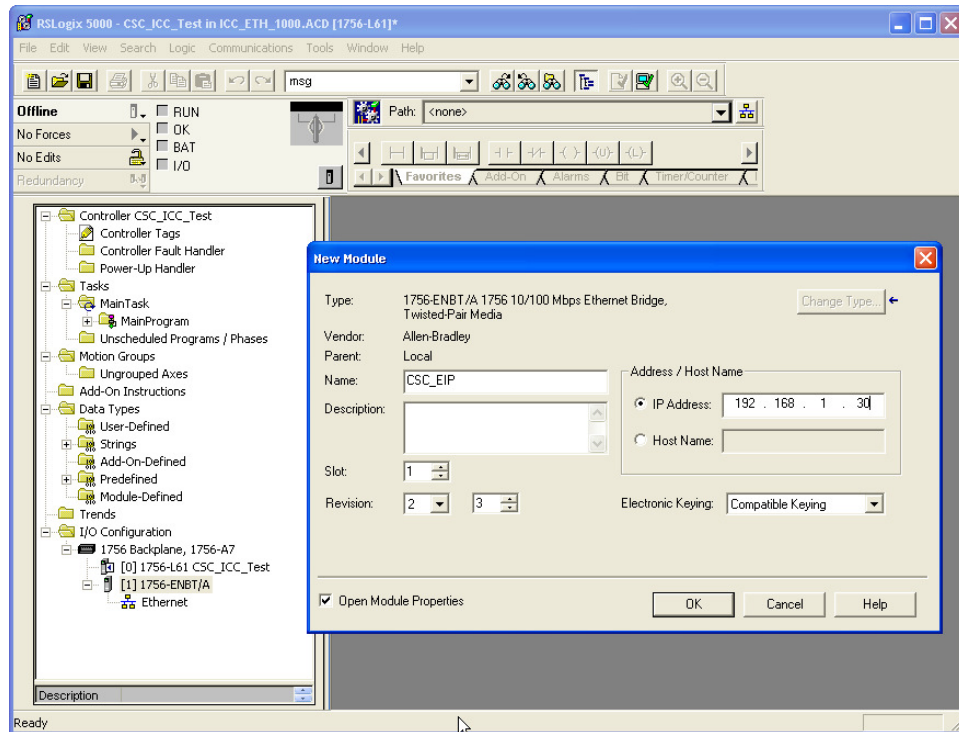 RSLogix 5000 - CSC_ICC_Test in ICC_ETH_1000.ACD [1756-L61]*
File Edit View Search Logic Communications Tools Window Help
msg
Offline
RUN
Path: <none>
No Forces
OK
No Edits
BAT
Redundancy
I/O
Favorites Add-On Alarms Bit Timer/Counter
Controller CSC_ICC_Test
Controller Tags
Controller Fault Handler
Power-Up Handler
Tasks
MainTask
MainProgram
Unscheduled Programs / Phases
Motion Groups
Ungrouped Axes
Add-On Instructions
Data Types
User-Defined
Strings
Add-On-Defined
Predefined
Module-Defined
Trends
I/O Configuration
1756 Backplane, 1756-A7
[0] 1756-L61 CSC_ICC_Test
[1] 1756-ENBT/A
Ethernet
Description
New Module
Type: 1756-ENBT/A 1756 10/100 Mbps Ethernet Bridge,
Twisted-Pair Media
Change Type...
Vendor: Allen-Bradley
Parent: Local
Name: CSC_EIP
Address / Host Name
Description:
IP Address: 192 . 168 . 1 . 30
Host Name:
Slot: 1
Revision: 2 3
Electronic Keying: Compatible Keying
Open Module Properties
OK Cancel Help
Ready